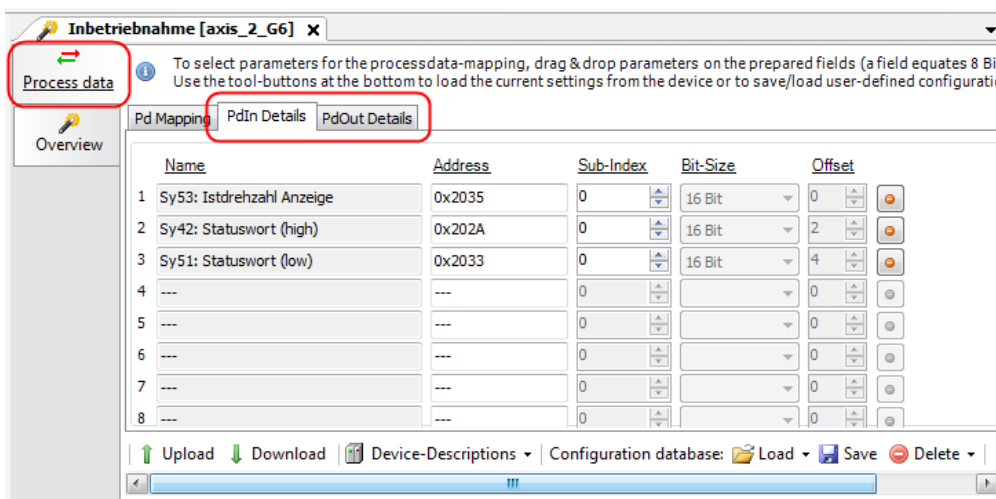 Inbetriebnahme [axis_2_G6] x
Process data
Overview
To select parameters for the processdata-mapping, drag & drop parameters on the prepared fields (a field equates 8 Bi
Use the tool-buttons at the bottom to load the current settings from the device or to save/load user-defined configuratio
Pd Mapping PdIn Details PdOut Details
Name Address Sub-Index Bit-Size Offset
1 Sy53: Istdrehzahl Anzeige 0x2035 0 16 Bit 0
2 Sy42: Statuswort (high) 0x202A 0 16 Bit 2
3 Sy51: Statuswort (low) 0x2033 0 16 Bit 4
4 --- --- 0 0
5 --- --- 0 0
6 --- --- 0 0
7 --- --- 0 0
8 --- --- 0 0
Upload Download Device-Descriptions Configuration database: Load Save Delete